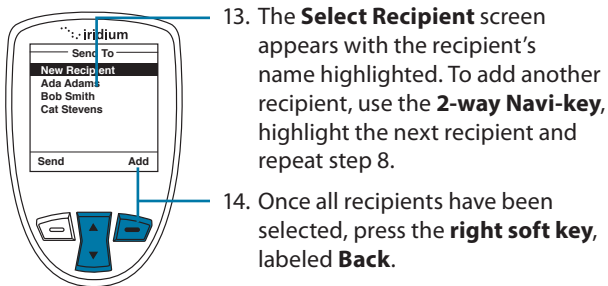 iridium
Send To
New Recipient
Ada Adams
Bob Smith
Cat Stevens
Send Add
13. The Select Recipient screen
appears with the recipient's
name highlighted. To add another
recipient, use the 2-way Navi-key,
highlight the next recipient and
repeat step 8.
14. Once all recipients have been
selected, press the right soft key,
labeled Back.